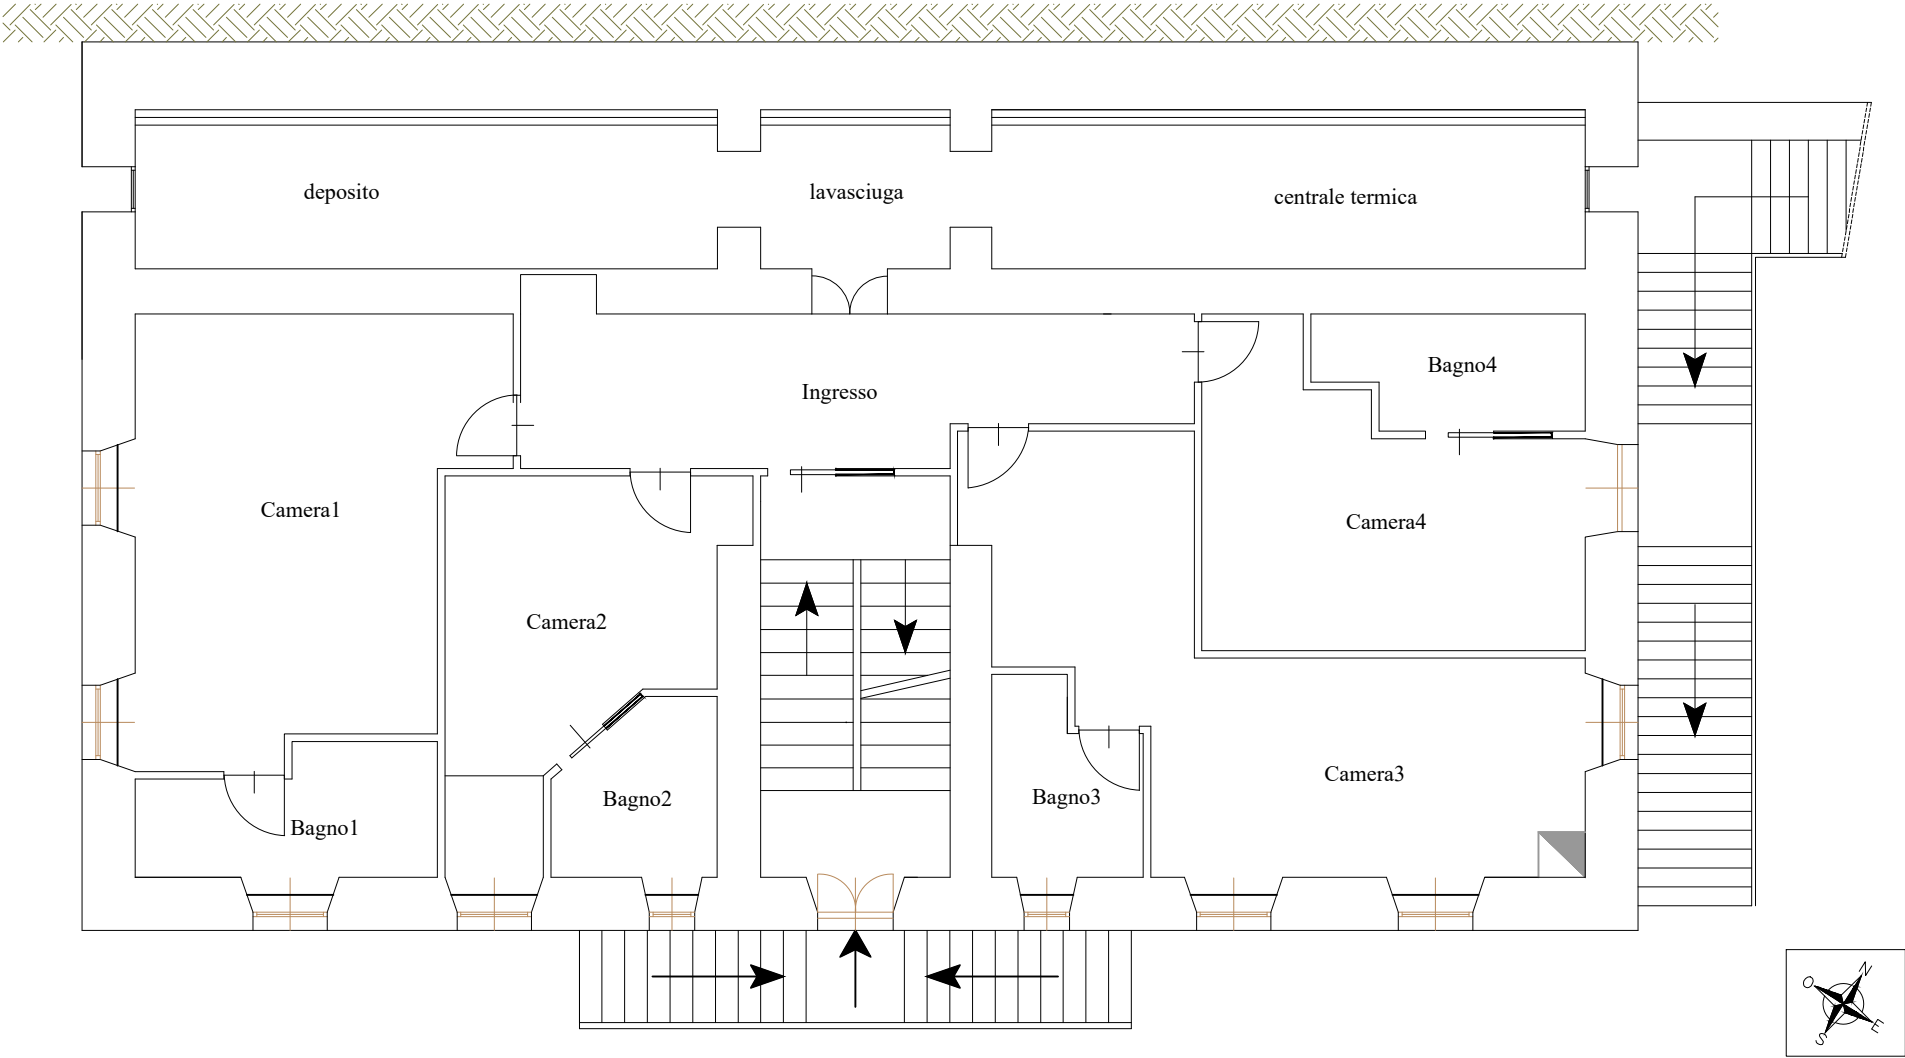 deposito
lavasciuga
centrale termica
Bagno4
Ingresso
Camera1
Camera4
Camera2
Camera3
Bagno2
Bagno3
Bagno1
N
O
E
S